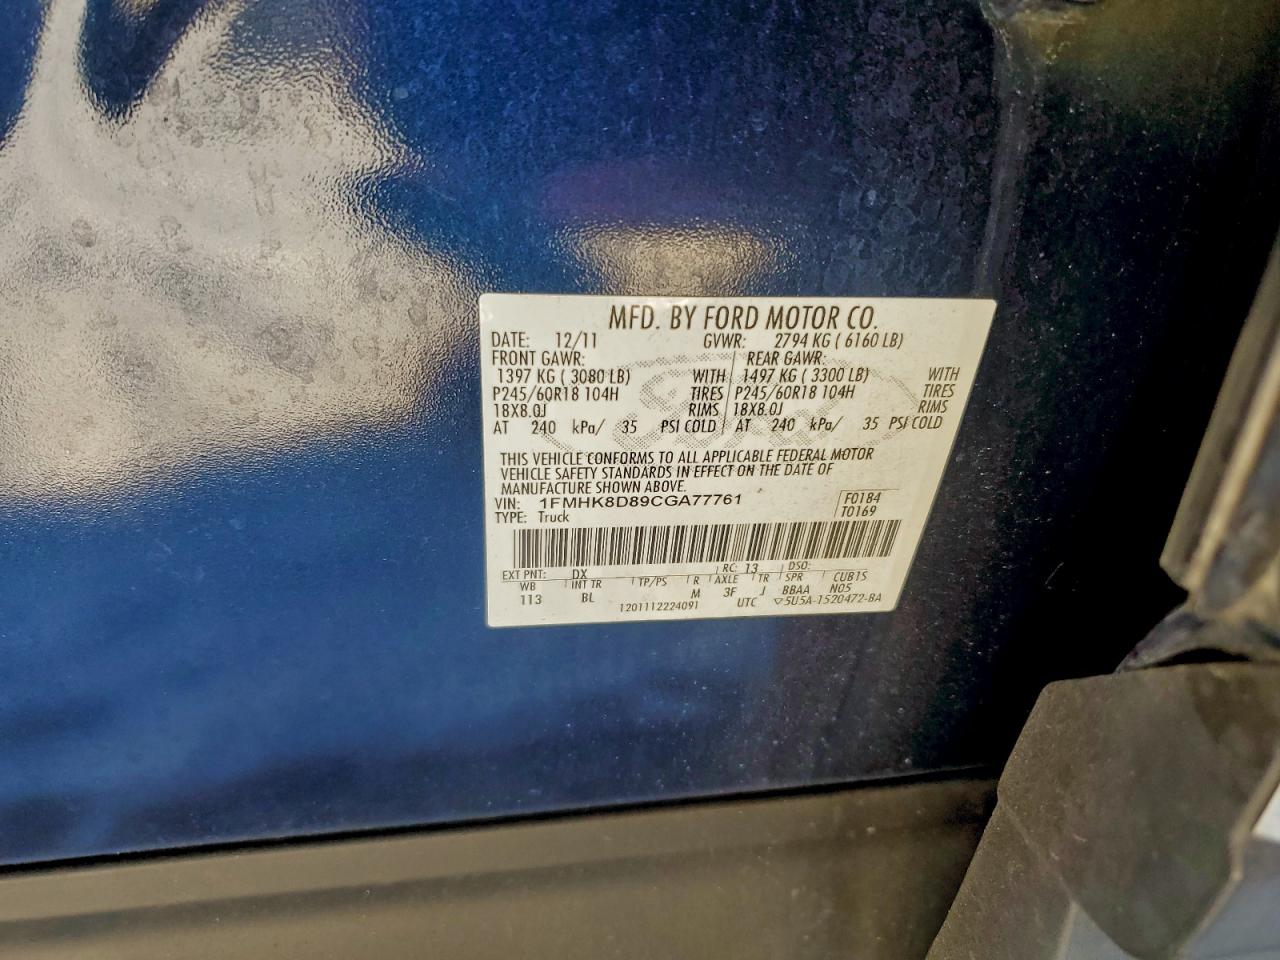 MFD. BY FORD MOTOR CO.
DATE: 12/11 GVWR: 2794 KG ( 6160 LB)
FRONT GAWR: REAR GAWR:
1397 KG ( 3080 LB) WITH 1497 KG ( 3300 LB) WITH
P245/60R18 104H TIRES P245/60R18 104H TIRES
18X8.0J RIMS 18X8.0J RIMS
AT 240 kPa/ 35 PSI COLD AT 240 kPa/ 35 PSI COLD
Ford
THIS VEHICLE CONFORMS TO ALL APPLICABLE FEDERAL MOTOR
VEHICLE SAFETY STANDARDS IN EFFECT ON THE DATE OF
MANUFACTURE SHOWN ABOVE.
VIN: 1FMHK8D89CGA77761 F0184
TYPE: Truck T0169
EXT PNT: DX RC: 13 DSO:
WB INT TR TP/PS R AXLE TR SPR CUB1S
113 BL M 3F J BBAA N05
1201112224091 UTC ▽5U5A-1520472-BA